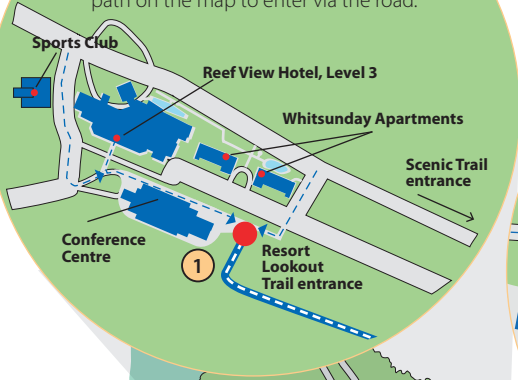 path on the map to enter via the road.
Sports Club
Reef View Hotel, Level 3
Whitsunday Apartments
Scenic Trail
entrance
Conference
Centre
1
Resort
Lookout
Trail entrance